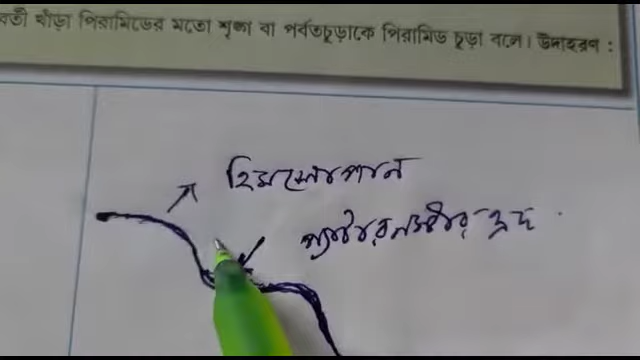 বর্তী খাঁড়া পিরামিডের মতো শৃঙ্গ বা পর্বতচূড়াকে পিরামিড চূড়া বলে। উদাহরণ :
হিমসোপান
প্যাটারনস্টার হ্রদ